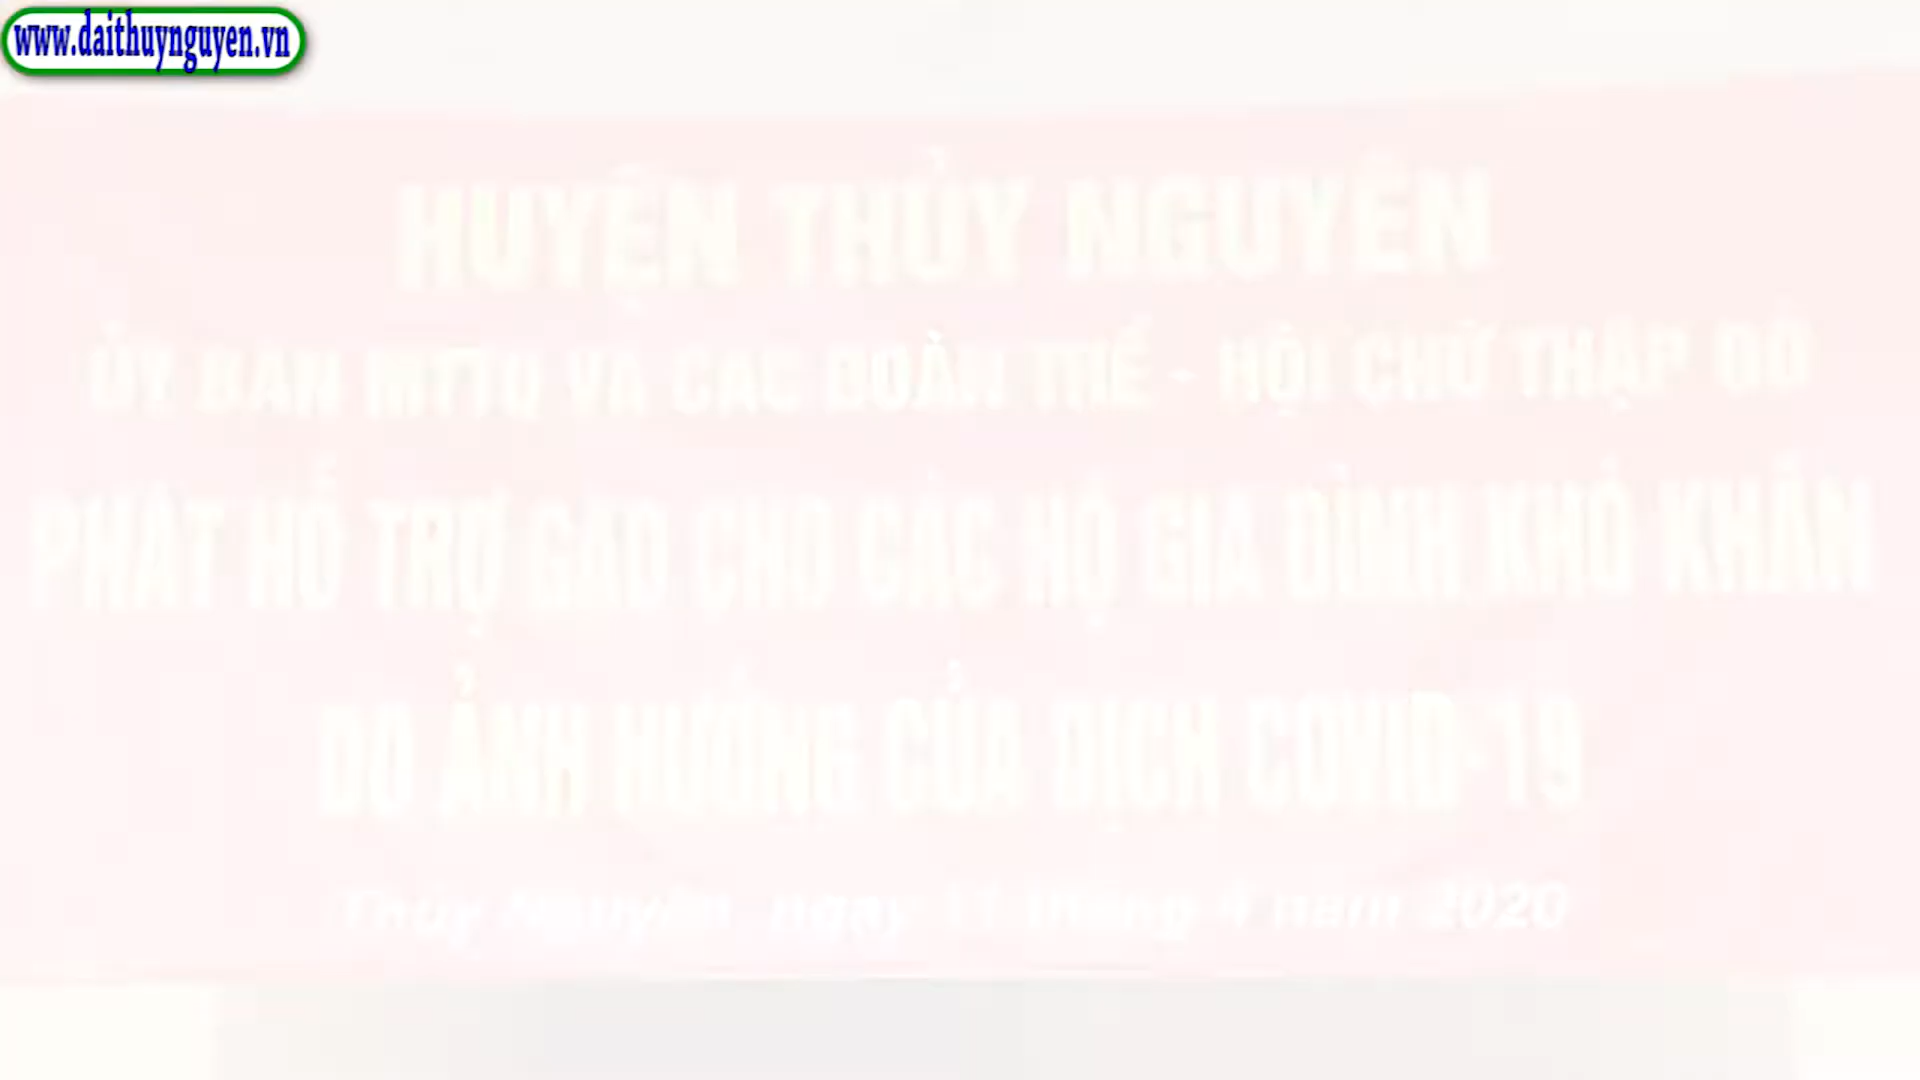 www.daithuynguyen.vn
HUYỆN THỦY NGUYÊN
ỦY BAN MTTQ VÀ CÁC ĐOÀN THỂ - HỘI CHỮ THẬP ĐỎ
PHÁT HỖ TRỢ GẠO CHO CÁC HỘ GIA ĐÌNH KHÓ KHĂN
DO ẢNH HƯỞNG CỦA DỊCH COVID-19
Thủy Nguyên, ngày 11 tháng 4 năm 2020